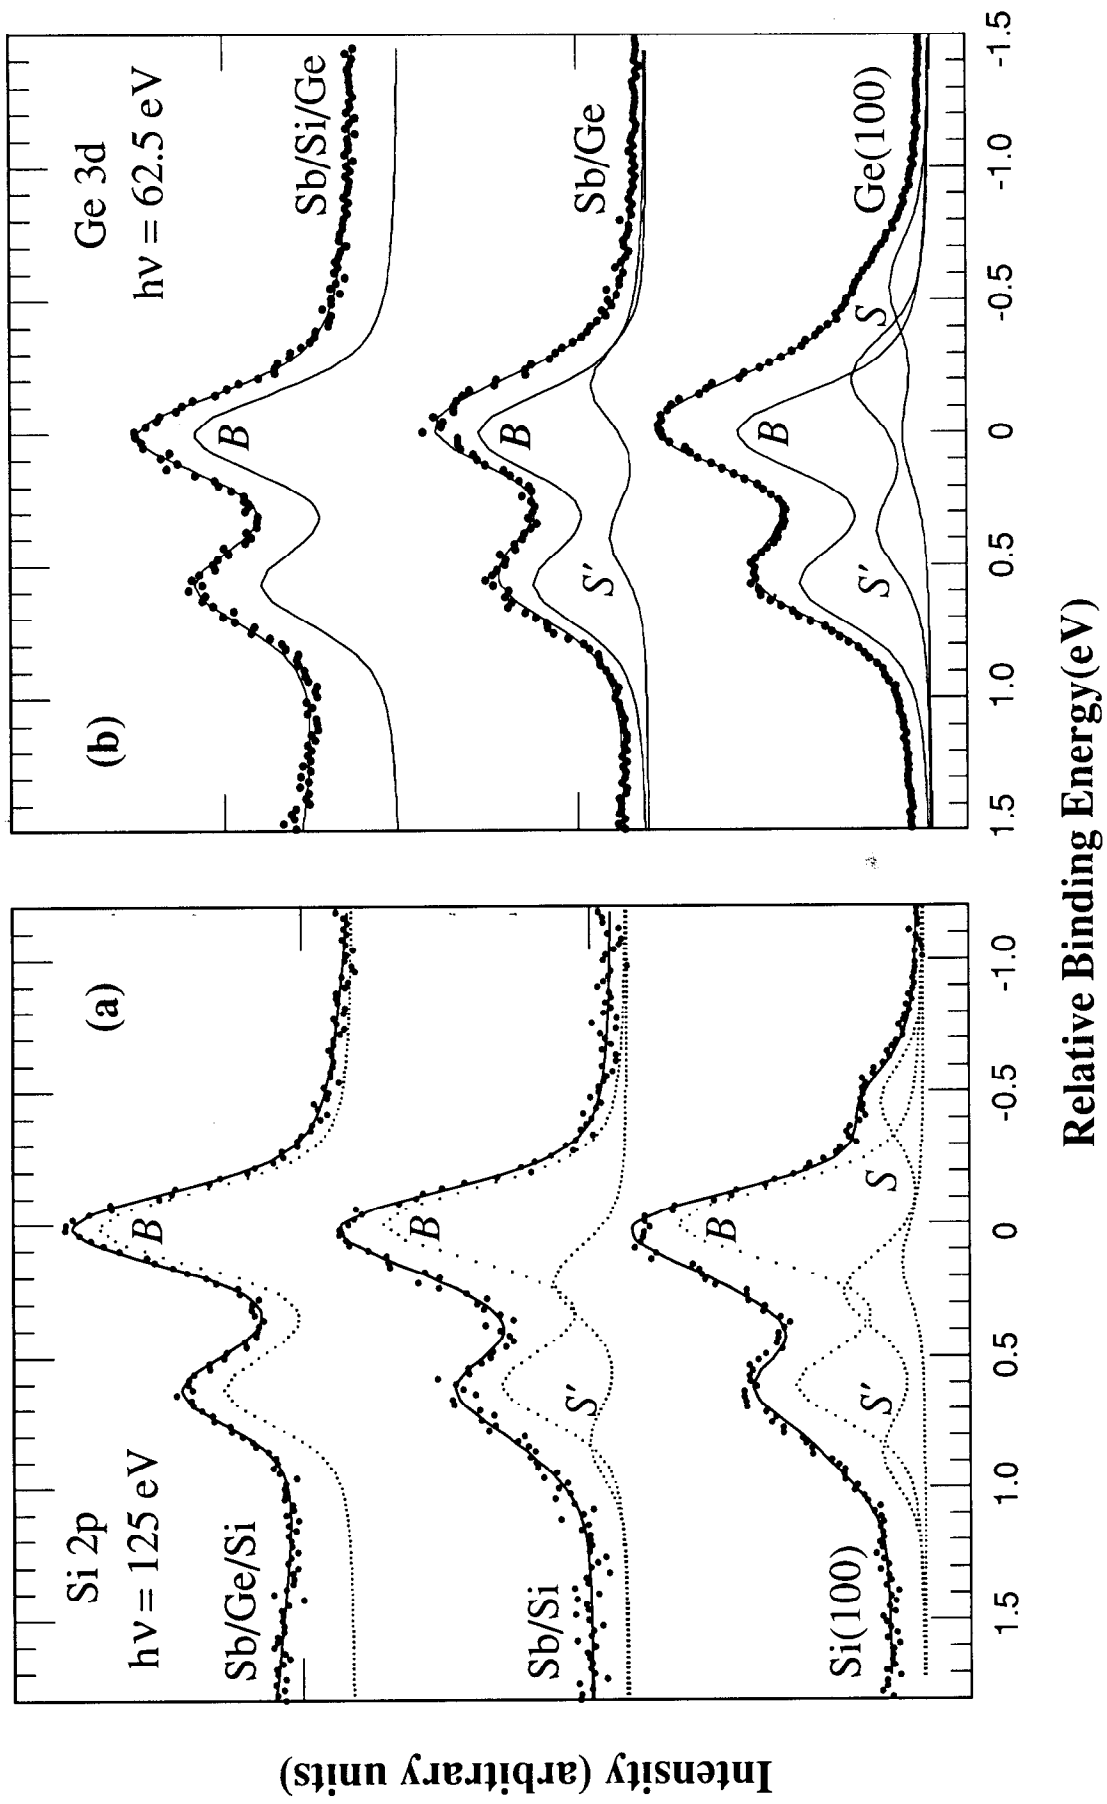 (a)
Si 2p
hν = 125 eV
Sb/Ge/Si
B
Sb/Si
B
S'
Si(100)
B
S
S'
1.5 1.0 0.5 0 -0.5 -1.0
(b)
Ge 3d
hν = 62.5 eV
Sb/Si/Ge
B
Sb/Ge
B
S'
Ge(100)
B
S
S'
1.5 1.0 0.5 0 -0.5 -1.0 -1.5
Relative Binding Energy(eV)
Intensity (arbitrary units)